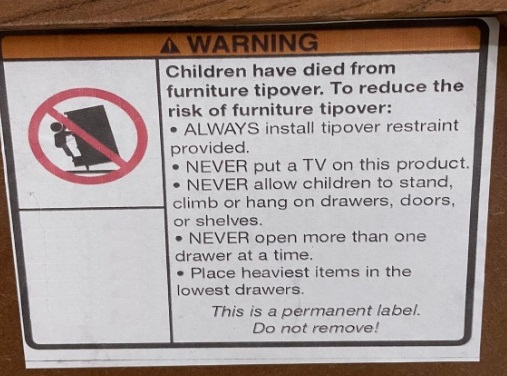 WARNING
Children have died from
furniture tipover. To reduce the
risk of furniture tipover:
• ALWAYS install tipover restraint
provided.
• NEVER put a TV on this product.
• NEVER allow children to stand,
climb or hang on drawers, doors,
or shelves.
• NEVER open more than one
drawer at a time.
• Place heaviest items in the
lowest drawers.
This is a permanent label.
Do not remove!